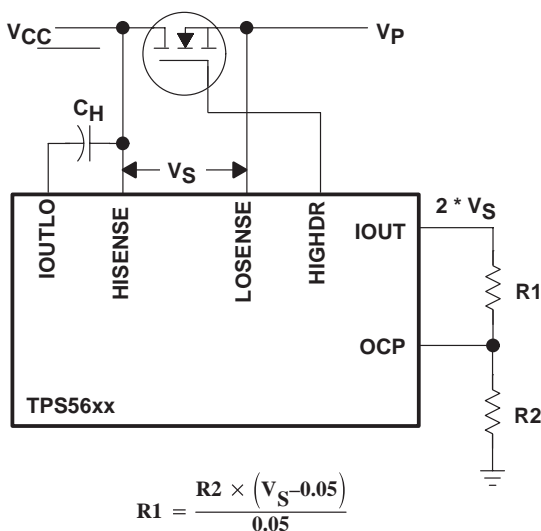 VCC
VP
CH
VS
IOUTLO
HISENSE
LOSENSE
HIGHDR
IOUT
2 * VS
R1
OCP
R2
TPS56xx
R1 = R2 × (VS–0.05) / 0.05